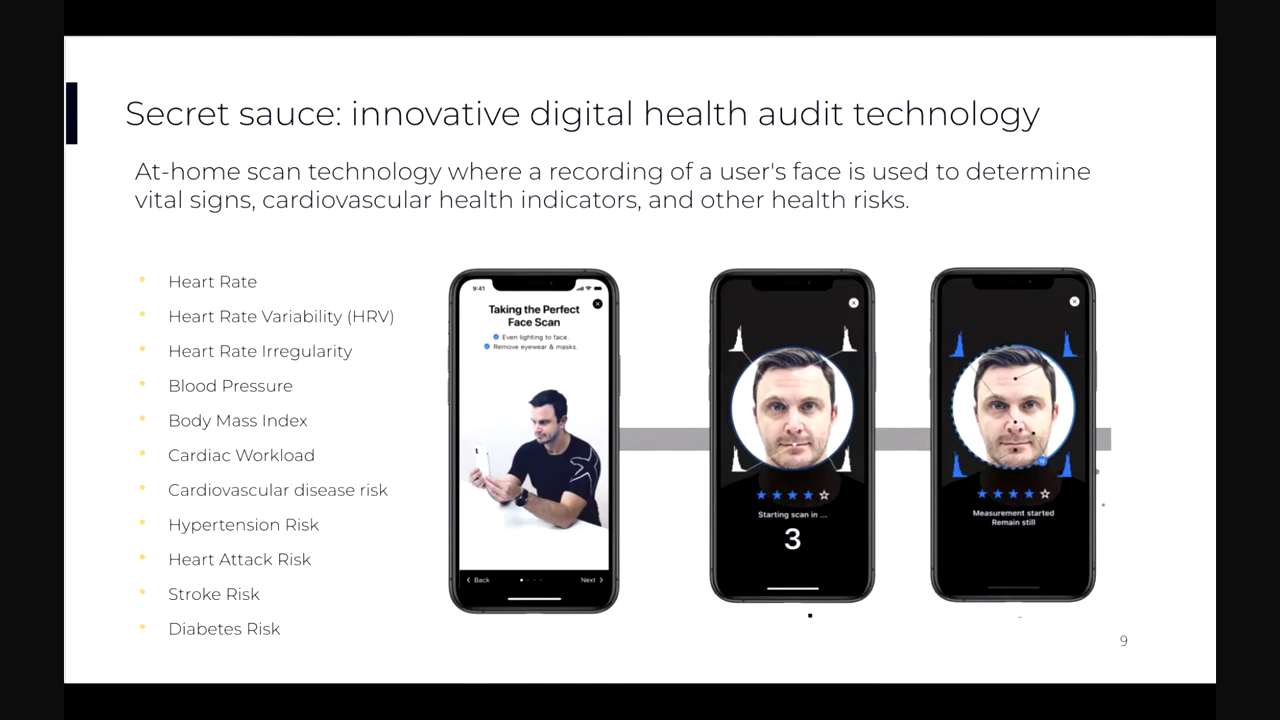 Secret sauce: innovative digital health audit technology
At-home scan technology where a recording of a user's face is used to determine
vital signs, cardiovascular health indicators, and other health risks.
Heart Rate
Heart Rate Variability (HRV)
Heart Rate Irregularity
Blood Pressure
Body Mass Index
Cardiac Workload
Cardiovascular disease risk
Hypertension Risk
Heart Attack Risk
Stroke Risk
Diabetes Risk
9:41
Taking the Perfect
Face Scan
Even lighting to face.
Remove eyewear & masks.
Back
Next
Starting scan in ...
3
Measurement started
Remain still
9